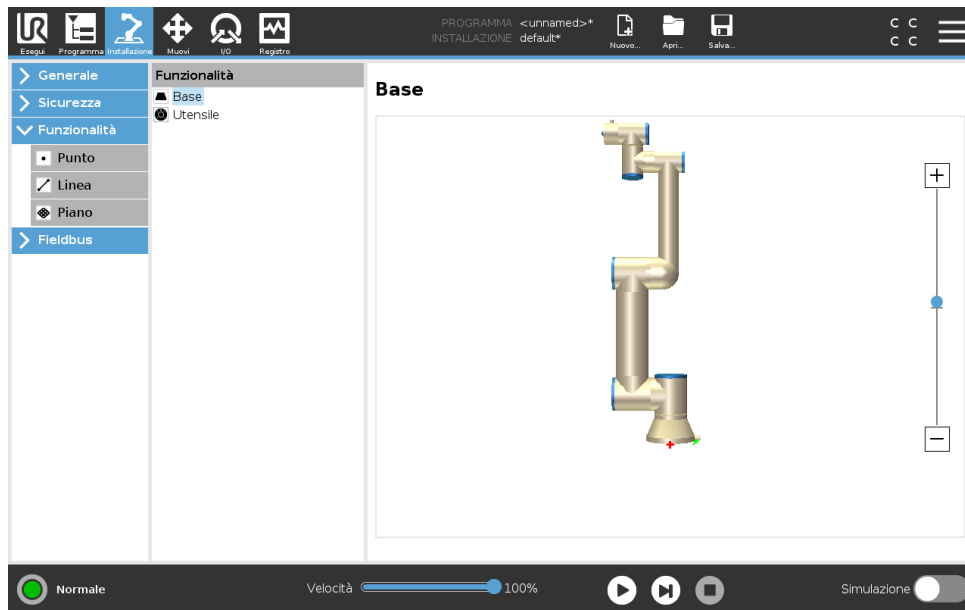 PROGRAMMA <unnamed>*
INSTALLAZIONE default*
UR
Esegui Programma Installazione Muovi I/O Registro
Nuovo... Apri... Salva...
C C
C C
Generale
Sicurezza
Funzionalità
Punto
Linea
Piano
Fieldbus
Funzionalità
Base
Utensile
Base
Normale
Velocità 100%
Simulazione